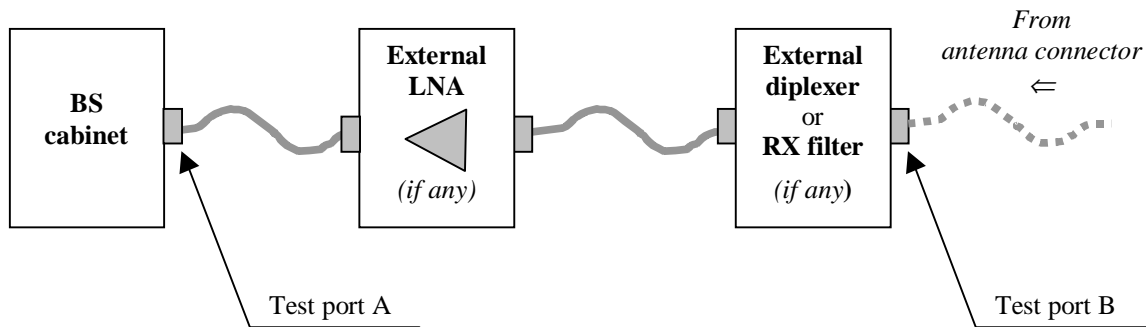 BS
cabinet
External
LNA
(if any)
External
diplexer
or
RX filter
(if any)
From
antenna connector
⇐
Test port A
Test port B